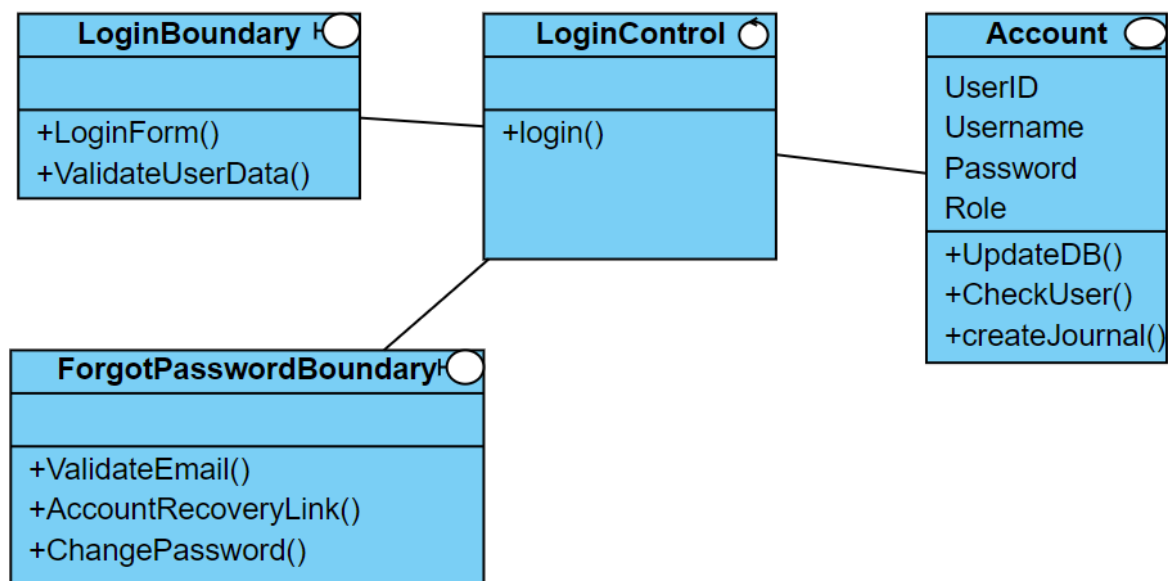 LoginBoundary
+LoginForm()
+ValidateUserData()
LoginControl
+login()
Account
UserID
Username
Password
Role
+UpdateDB()
+CheckUser()
+createJournal()
ForgotPasswordBoundary
+ValidateEmail()
+AccountRecoveryLink()
+ChangePassword()